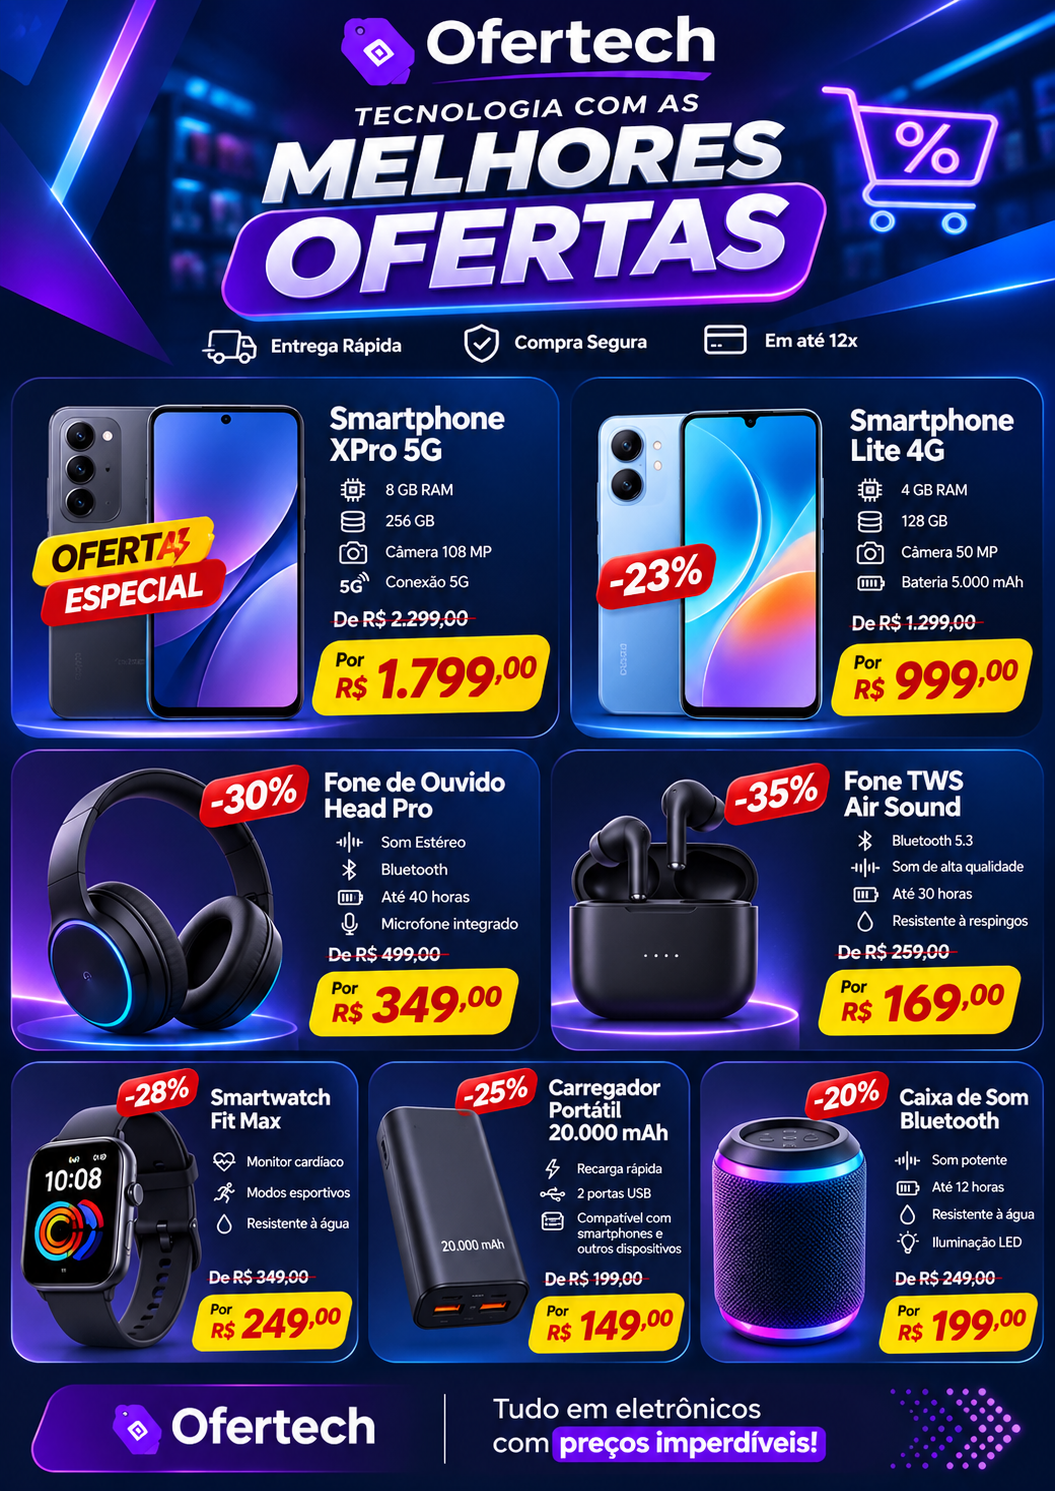 Ofertech
TECNOLOGIA COM AS
MELHORES
OFERTAS
%
Entrega Rápida
Compra Segura
Em até 12x
OFERTAS
ESPECIAL
Smartphone
XPro 5G
8 GB RAM
256 GB
Câmera 108 MP
5G
Conexão 5G
De R$ 2.299,00
Por
R$ 1.799,00
-23%
Smartphone
Lite 4G
4 GB RAM
128 GB
Câmera 50 MP
Bateria 5.000 mAh
De R$ 1.299,00
Por
R$ 999,00
-30%
Fone de Ouvido
Head Pro
Som Estéreo
Bluetooth
Até 40 horas
Microfone integrado
De R$ 499,00
Por
R$ 349,00
-35%
Fone TWS
Air Sound
Bluetooth 5.3
Som de alta qualidade
Até 30 horas
Resistente à respingos
De R$ 259,00
Por
R$ 169,00
-28%
10:08
Smartwatch
Fit Max
Monitor cardíaco
Modos esportivos
Resistente à água
De R$ 349,00
Por
R$ 249,00
-25%
20.000 mAh
Carregador
Portátil
20.000 mAh
Recarga rápida
2 portas USB
Compatível com
smartphones e
outros dispositivos
De R$ 199,00
Por
R$ 149,00
-20%
Caixa de Som
Bluetooth
Som potente
Até 12 horas
Resistente à água
Iluminação LED
De R$ 249,00
Por
R$ 199,00
Ofertech
Tudo em eletrônicos
com preços imperdíveis!